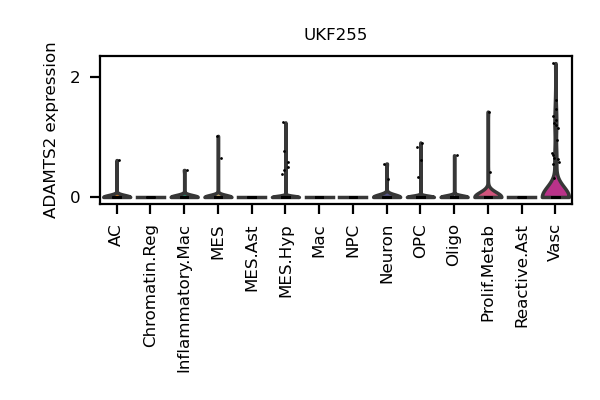 UKF255
ADAMTS2 expression
2
0
AC
Chromatin.Reg
Inflammatory.Mac
MES
MES.Ast
MES.Hyp
Mac
NPC
Neuron
OPC
Oligo
Prolif.Metab
Reactive.Ast
Vasc